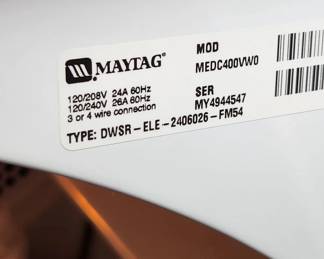 MAYTAG®
120/208V 24A 60Hz
120/240V 26A 60Hz
3 or 4 wire connection
MOD
MEDC400VW0
SER
MY4944547
TYPE: DWSR-ELE-2406026-FM54